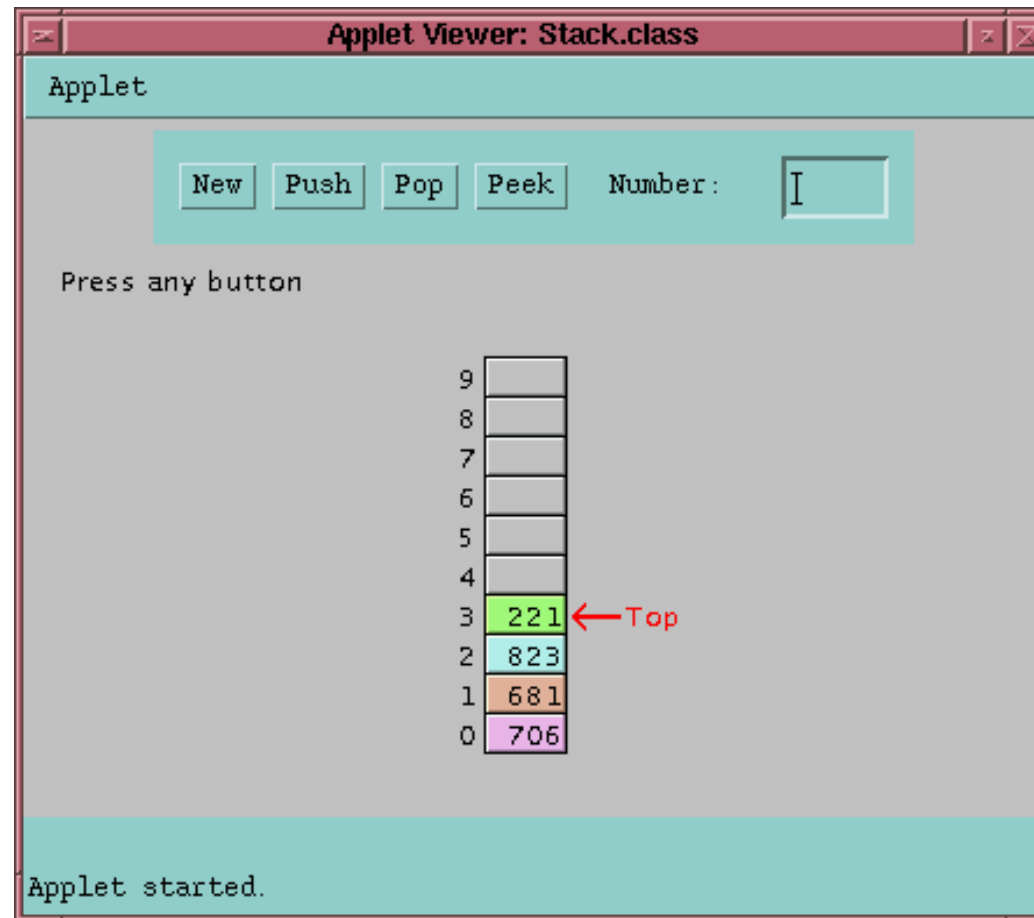 Applet Viewer: Stack.class
Applet
New Push Pop Peek Number:
Press any button
9
8
7
6
5
4
3 221 Top
2 823
1 681
0 706
Applet started.